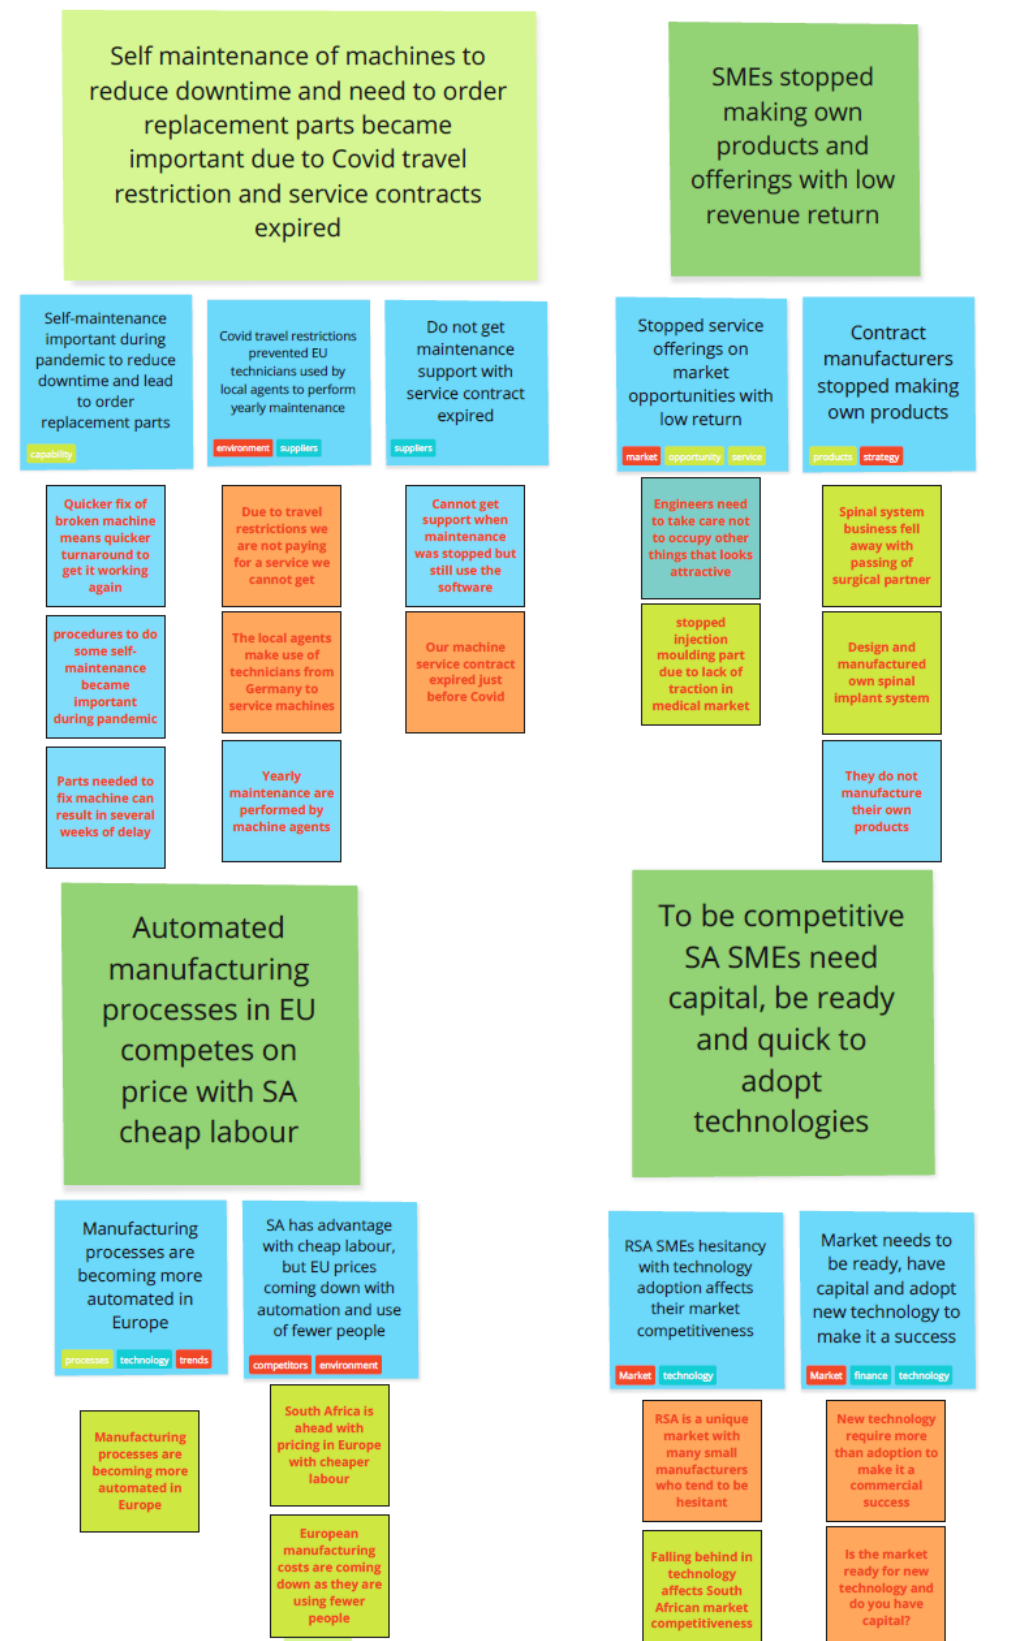 Self maintenance of machines to
reduce downtime and need to order
replacement parts became
important due to Covid travel
restriction and service contracts
expired
SMEs stopped
making own
products and
offerings with low
revenue return
Self-maintenance
important during
pandemic to reduce
downtime and lead
to order
replacement parts
capability
Covid travel restrictions
prevented EU
technicians used by
local agents to perform
yearly maintenance
environment
suppliers
Do not get
maintenance
support with
service contract
expired
suppliers
Stopped service
offerings on
market
opportunities with
low return
market
opportunity
service
Contract
manufacturers
stopped making
own products
products
strategy
Quicker fix of
broken machine
means quicker
turnaround to
get it working
again
procedures to do
some self-
maintenance
became
important
during pandemic
Parts needed to
fix machine can
result in several
weeks of delay
Due to travel
restrictions we
are not paying
for a service we
cannot get
The local agents
make use of
technicians from
Germany to
service machines
Yearly
maintenance are
performed by
machine agents
Cannot get
support when
maintenance
was stopped but
still use the
software
Our machine
service contract
expired just
before Covid
Engineers need
to take care not
to occupy other
things that looks
attractive
stopped
injection
moulding part
due to lack of
traction in
medical market
Spinal system
business fell
away with
passing of
surgical partner
Design and
manufactured
own spinal
implant system
They do not
manufacture
their own
products
Automated
manufacturing
processes in EU
competes on
price with SA
cheap labour
To be competitive
SA SMEs need
capital, be ready
and quick to
adopt
technologies
Manufacturing
processes are
becoming more
automated in
Europe
processes
technology
trends
SA has advantage
with cheap labour,
but EU prices
coming down with
automation and use
of fewer people
competitors
environment
RSA SMEs hesitancy
with technology
adoption affects
their market
competitiveness
Market
technology
Market needs to
be ready, have
capital and adopt
new technology to
make it a success
Market
finance
technology
Manufacturing
processes are
becoming more
automated in
Europe
South Africa is
ahead with
pricing in Europe
with cheaper
labour
European
manufacturing
costs are coming
down as they are
using fewer
people
RSA is a unique
market with
many small
manufacturers
who tend to be
hesitant
Falling behind in
technology
affects South
African market
competitiveness
New technology
require more
than adoption to
make it a
commercial
success
Is the market
ready for new
technology and
do you have
capital?